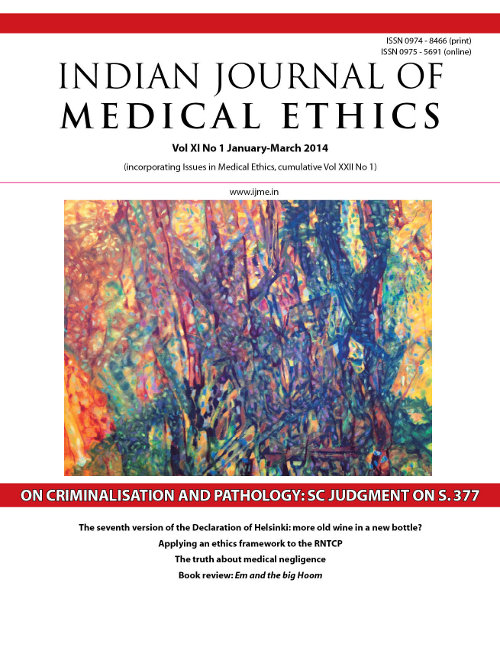 ISSN 0974 - 8466 (print)
ISSN 0975 - 5691 (online)
INDIAN JOURNAL OF
MEDICAL ETHICS
Vol XI No 1 January-March 2014
(incorporating Issues in Medical Ethics, cumulative Vol XXII No 1)
www.ijme.in
ON CRIMINALISATION AND PATHOLOGY: SC JUDGMENT ON S. 377
The seventh version of the Declaration of Helsinki: more old wine in a new bottle?
Applying an ethics framework to the RNTCP
The truth about medical negligence
Book review: Em and the big Hoom